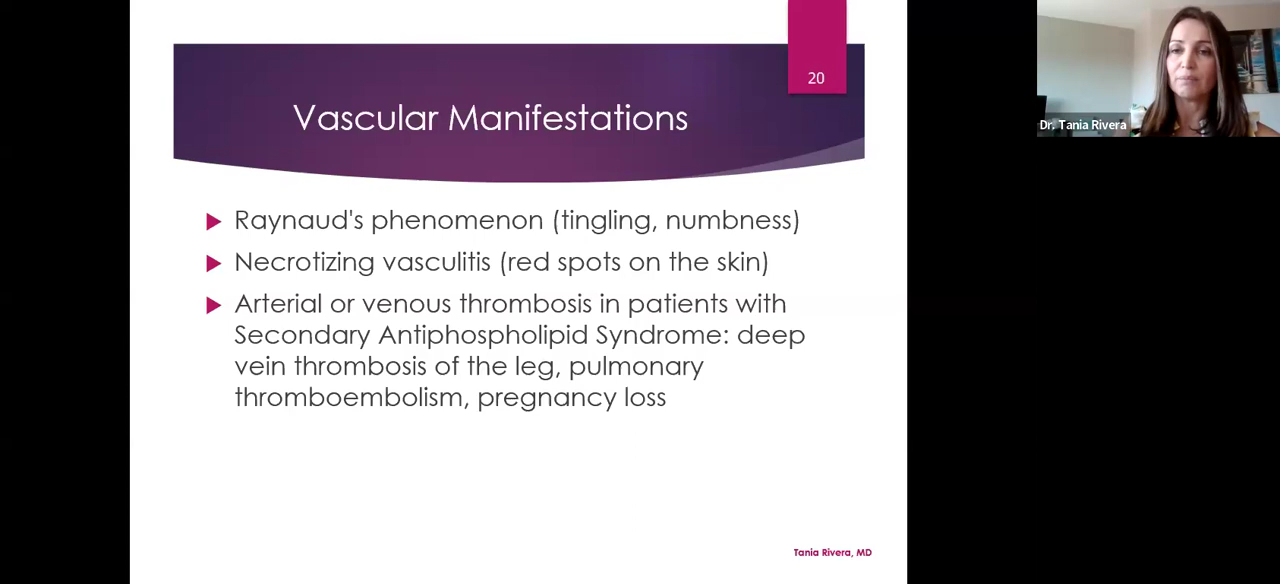 20
Vascular Manifestations
Raynaud's phenomenon (tingling, numbness)
Necrotizing vasculitis (red spots on the skin)
Arterial or venous thrombosis in patients with
Secondary Antiphospholipid Syndrome: deep
vein thrombosis of the leg, pulmonary
thromboembolism, pregnancy loss
Tania Rivera, MD
Dr. Tania Rivera